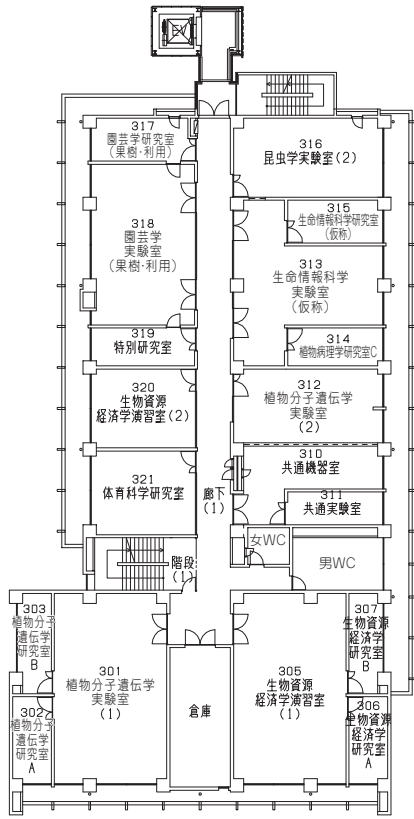 EV
317
園芸学研究室
(果樹・利用)
316
昆虫学実験室(2)
315
生命情報科学研究室
(仮称)
318
園芸学
実験室
(果樹・利用)
313
生命情報科学
実験室
(仮称)
319
特別研究室
314
植物病理学研究室C
320
生物資源
経済学演習室(2)
312
植物分子遺伝学
実験室
(2)
310
共通機器室
321
体育科学研究室
廊下
(1)
311
共通実験室
女WC
男WC
階段
(1)
303
植物分子
遺伝学
研究室
B
301
植物分子遺伝学
実験室
(1)
305
生物資源
経済学演習室
(1)
307
生物資源
経済学
研究室
B
倉庫
302
植物分子
遺伝学
研究室
A
306
生物資源
経済学
研究室
A